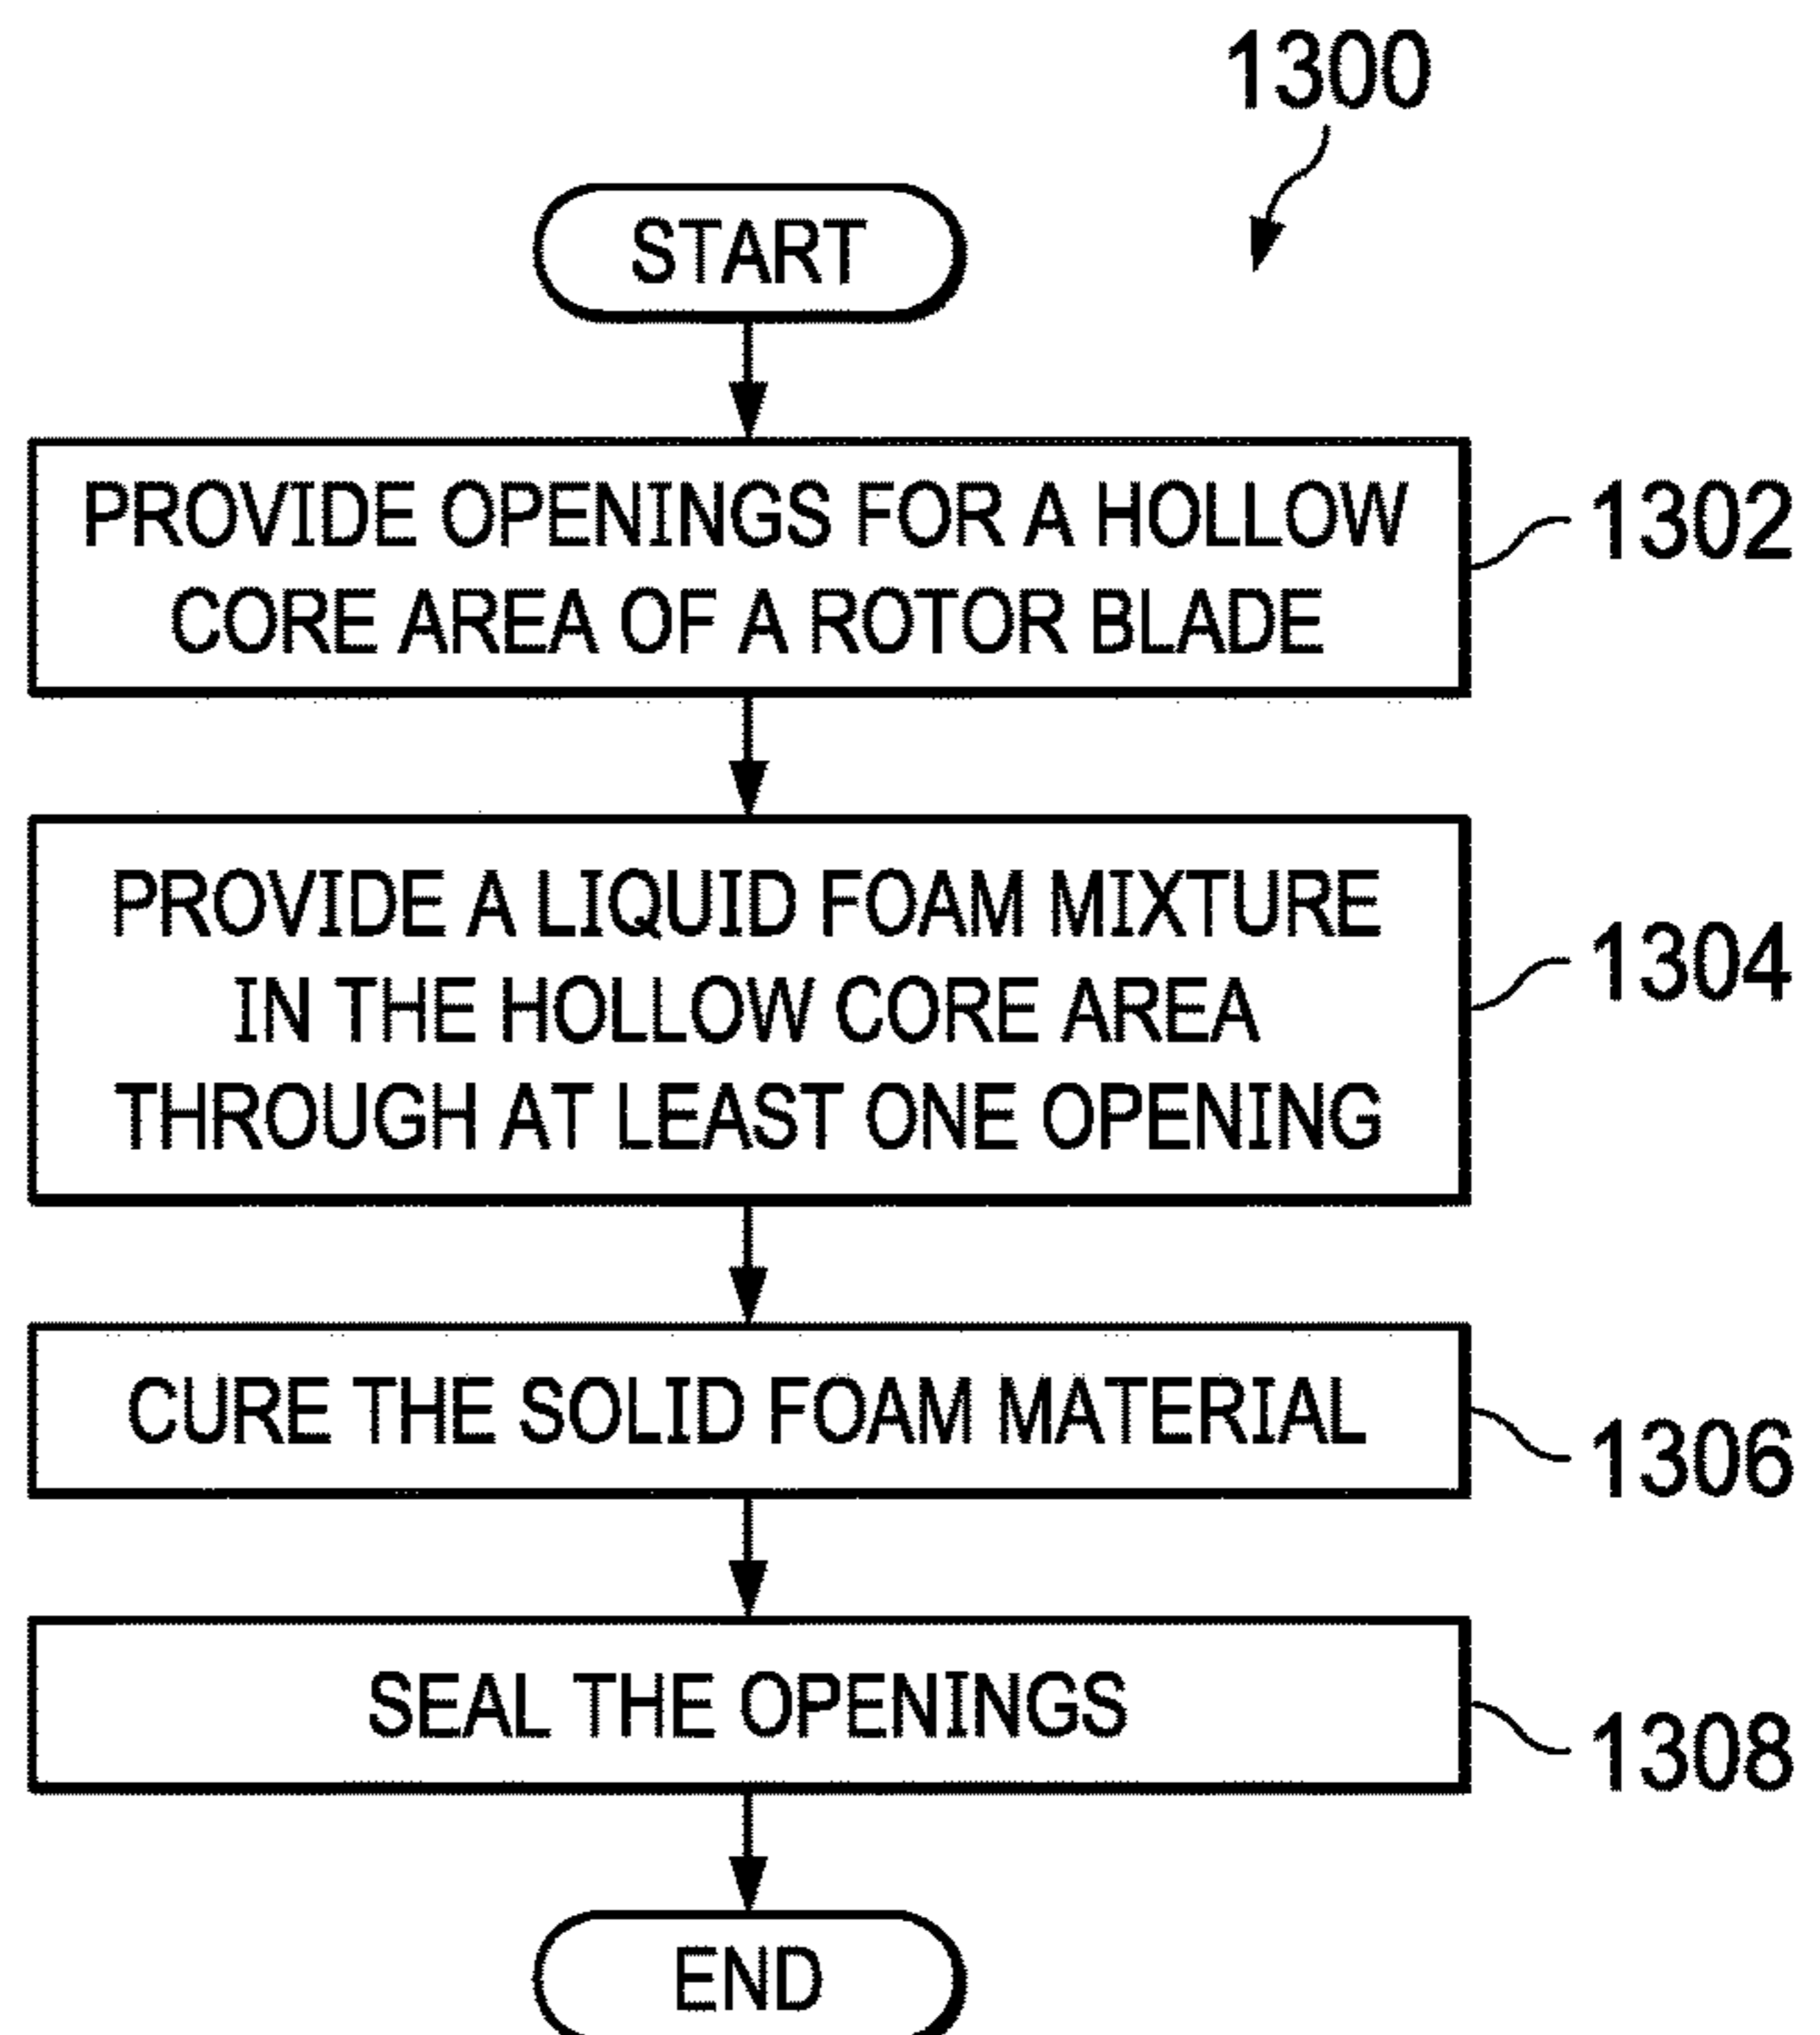 1300
START
PROVIDE OPENINGS FOR A HOLLOW
CORE AREA OF A ROTOR BLADE
1302
PROVIDE A LIQUID FOAM MIXTURE
IN THE HOLLOW CORE AREA
THROUGH AT LEAST ONE OPENING
1304
CURE THE SOLID FOAM MATERIAL
1306
SEAL THE OPENINGS
1308
END